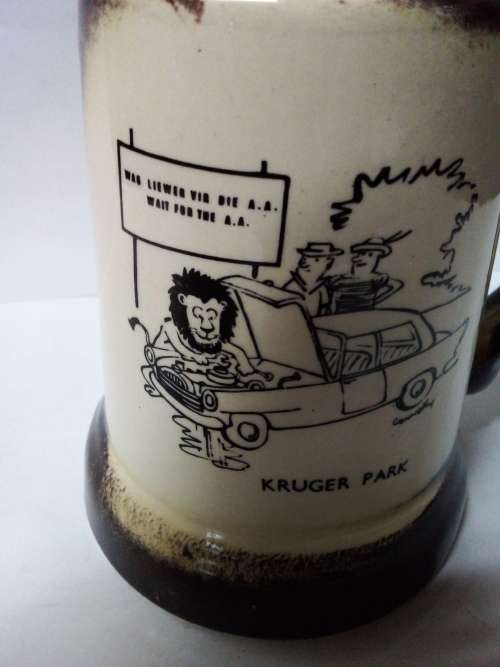 WAG LIEWER VIR DIE A.A.
WAIT FOR THE A.A.
KRUGER PARK